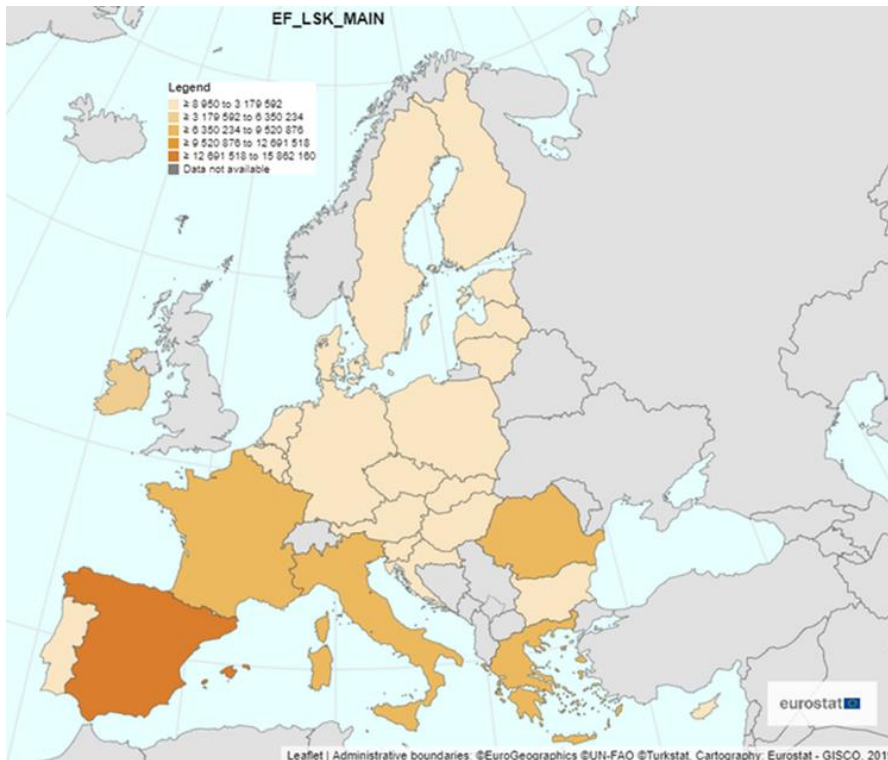 EF_LSK_MAIN
Legend
≥ 8 950 to 3 179 592
≥ 3 179 592 to 6 350 234
≥ 6 350 234 to 9 520 876
≥ 9 520 876 to 12 691 518
≥ 12 691 518 to 15 862 160
Data not available
eurostat
Leaflet | Administrative boundaries: ©EuroGeographics ©UN-FAO ©Turkstat, Cartography: Eurostat - GISCO, 201